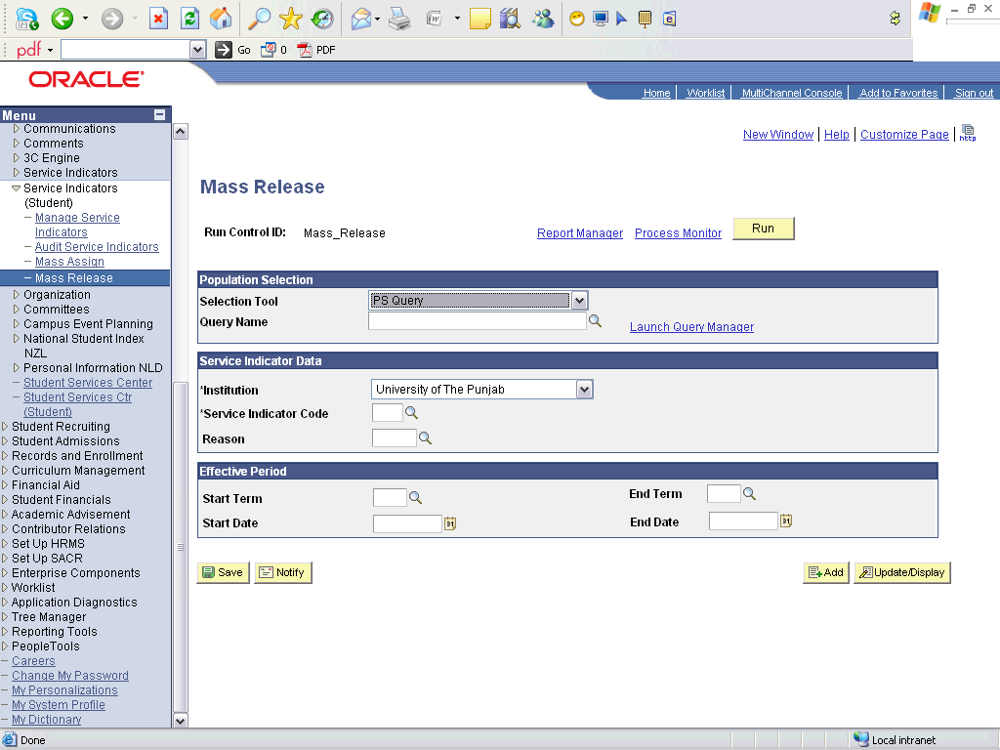 pdf Go 0 PDF
ORACLE
Home Worklist MultiChannel Console Add to Favorites Sign out
Menu
Communications
Comments
3C Engine
Service Indicators
Service Indicators
(Student)
Manage Service
Indicators
Audit Service Indicators
Mass Assign
Mass Release
Organization
Committees
Campus Event Planning
National Student Index
NZL
Personal Information NLD
Student Services Center
Student Services Ctr
(Student)
Student Recruiting
Student Admissions
Records and Enrollment
Curriculum Management
Financial Aid
Student Financials
Academic Advisement
Contributor Relations
Set Up HRMS
Set Up SACR
Enterprise Components
Worklist
Application Diagnostics
Tree Manager
Reporting Tools
PeopleTools
Careers
Change My Password
My Personalizations
My System Profile
My Dictionary
New Window Help Customize Page http
Mass Release
Run Control ID: Mass_Release Report Manager Process Monitor Run
Population Selection
Selection Tool PS Query
Query Name Launch Query Manager
Service Indicator Data
*Institution University of The Punjab
*Service Indicator Code
Reason
Effective Period
Start Term End Term
Start Date 31 End Date 31
Save Notify Add Update/Display
Done Local intranet